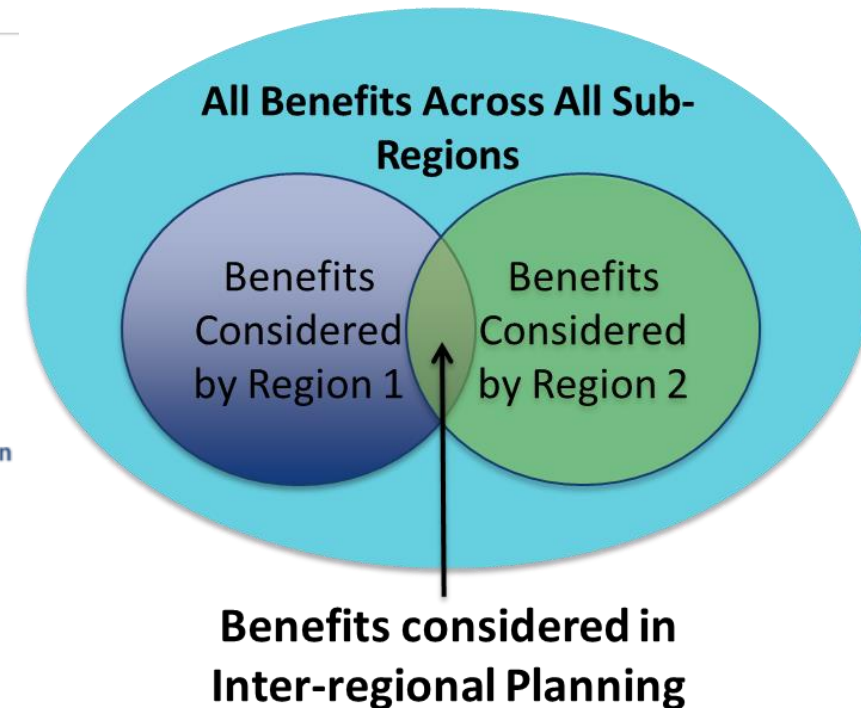 All Benefits Across All Sub-
Regions
Benefits
Considered
by Region 1
Benefits
Considered
by Region 2
n
Benefits considered in
Inter-regional Planning